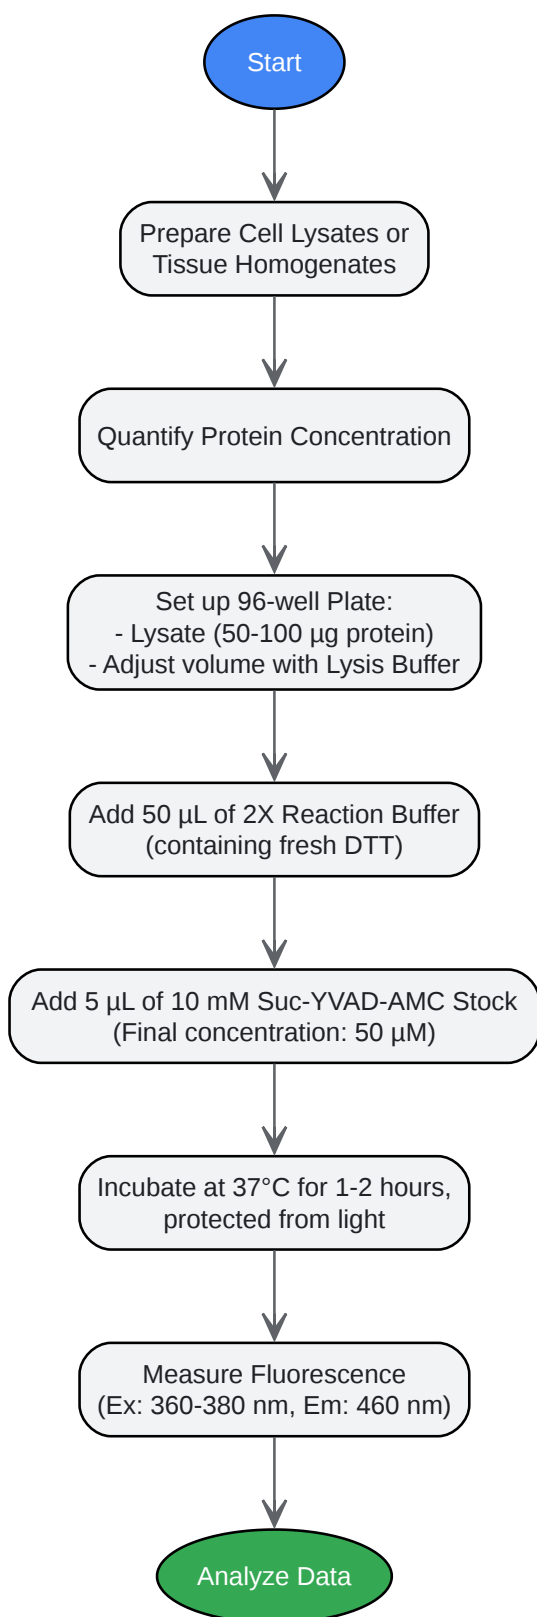 Start
Prepare Cell Lysates or
Tissue Homogenates
Quantify Protein Concentration
Set up 96-well Plate:
- Lysate (50-100 µg protein)
- Adjust volume with Lysis Buffer
Add 50 µL of 2X Reaction Buffer
(containing fresh DTT)
Add 5 µL of 10 mM Suc-YVAD-AMC Stock
(Final concentration: 50 µM)
Incubate at 37°C for 1-2 hours,
protected from light
Measure Fluorescence
(Ex: 360-380 nm, Em: 460 nm)
Analyze Data